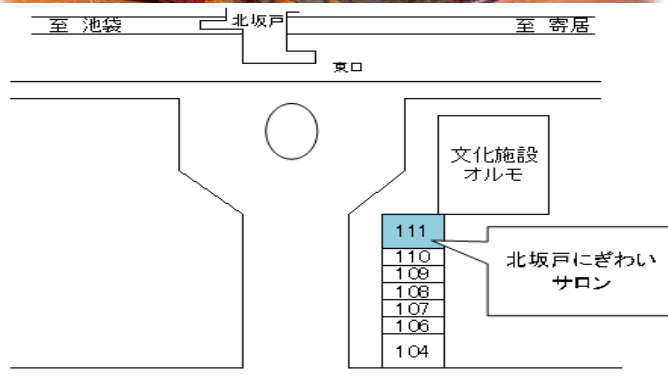 至 池袋
北坂戸
至 寄居
東口
文化施設
オルモ
111
110
109
108
107
106
104
北坂戸にぎわい
サロン